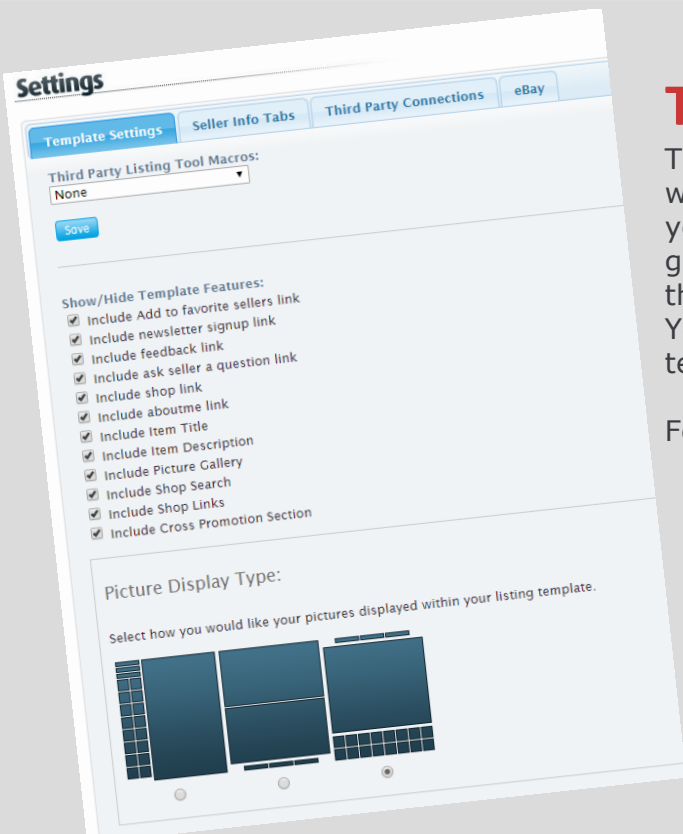 Settings
Template Settings Seller Info Tabs Third Party Connections eBay
Third Party Listing Tool Macros:
None
Save
Show/Hide Template Features:
Include Add to favorite sellers link
Include newsletter signup link
Include feedback link
Include ask seller a question link
Include shop link
Include aboutme link
Include Item Title
Include Item Description
Include Picture Gallery
Include Shop Search
Include Shop Links
Include Cross Promotion Section
Picture Display Type:
Select how you would like your pictures displayed within your listing template.